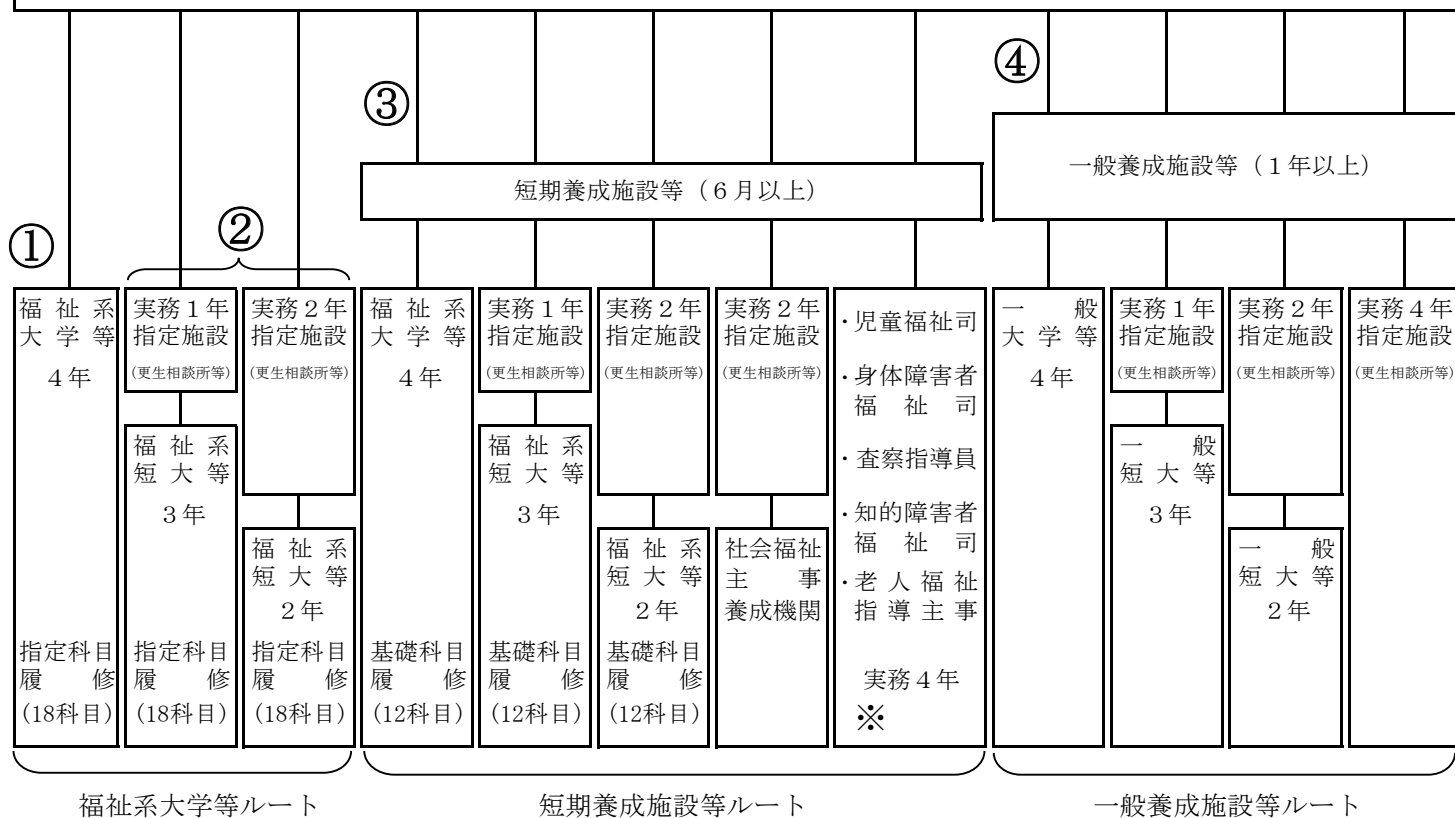 ④
③
一般養成施設等（１年以上）
短期養成施設等（６月以上）
①
②
福祉系
大学等
４年
指定科目
履修
(18科目)
実務１年
指定施設
(更生相談所等)
福祉系
短大等
３年
指定科目
履修
(18科目)
実務２年
指定施設
(更生相談所等)
福祉系
短大等
２年
指定科目
履修
(18科目)
福祉系
大学等
４年
基礎科目
履修
(12科目)
実務１年
指定施設
(更生相談所等)
福祉系
短大等
３年
基礎科目
履修
(12科目)
実務２年
指定施設
(更生相談所等)
福祉系
短大等
２年
基礎科目
履修
(12科目)
実務２年
指定施設
(更生相談所等)
社会福祉
主事
養成機関
・児童福祉司
・身体障害者
福祉司
・査察指導員
・知的障害者
福祉司
・老人福祉
指導主事
実務４年
※
一般
大学等
４年
実務１年
指定施設
(更生相談所等)
一般
短大等
３年
実務２年
指定施設
(更生相談所等)
一般
短大等
２年
実務４年
指定施設
(更生相談所等)
福祉系大学等ルート
短期養成施設等ルート
一般養成施設等ルート